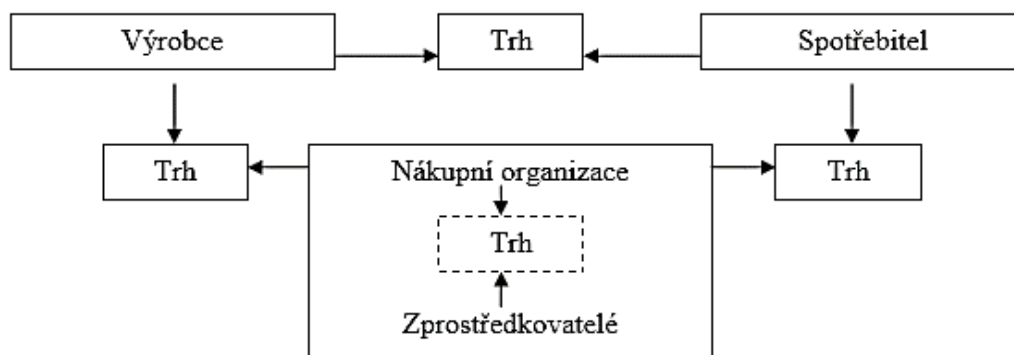 Výrobce
Trh
Spotřebitel
Trh
Nákupní organizace
Trh
Trh
Zprostředkovatelé